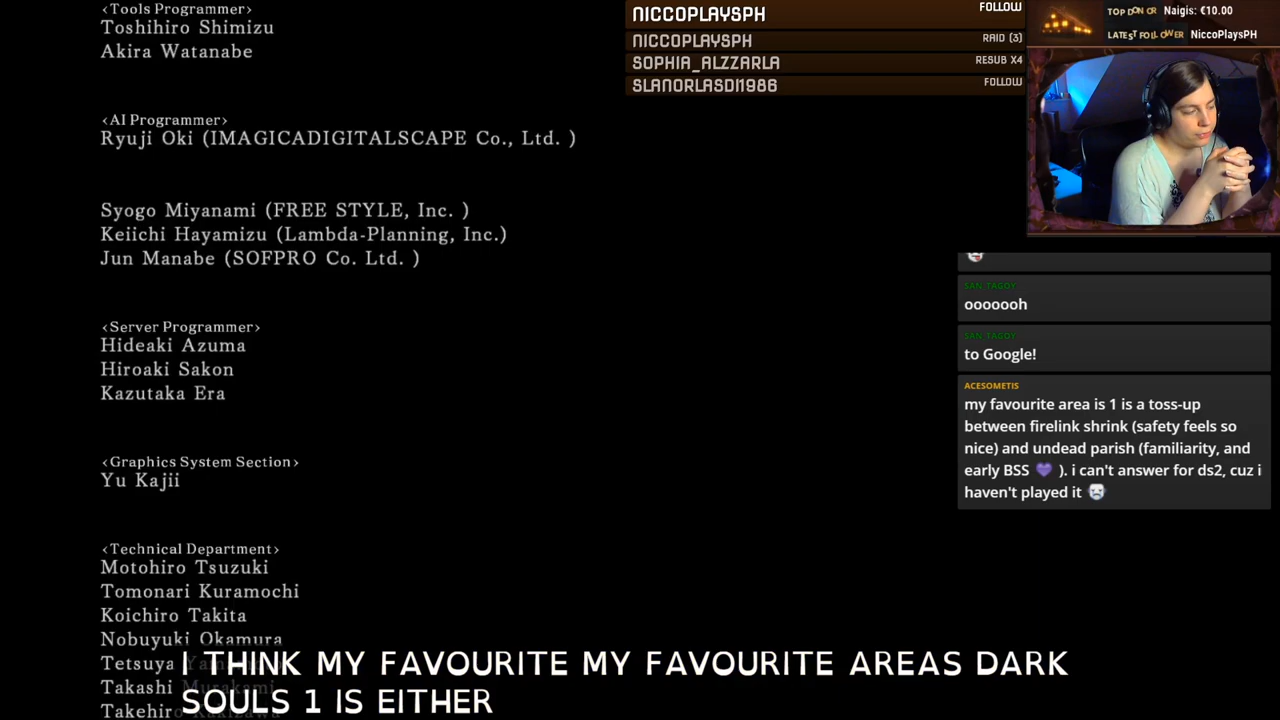 <Tools Programmer>
Toshihiro Shimizu
Akira Watanabe
<AI Programmer>
Ryuji Oki (IMAGICADIGITALSCAPE Co., Ltd. )
Syogo Miyanami (FREE STYLE, Inc. )
Keiichi Hayamizu (Lambda-Planning, Inc.)
Jun Manabe (SOFPRO Co. Ltd. )
<Server Programmer>
Hideaki Azuma
Hiroaki Sakon
Kazutaka Era
<Graphics System Section>
Yu Kajii
<Technical Department>
Motohiro Tsuzuki
Tomonari Kuramochi
Koichiro Takita
Nobuyuki Okamura
Tetsuya
Takashi Murakami
Takehiro
I THINK MY FAVOURITE MY FAVOURITE AREAS DARK
SOULS 1 IS EITHER
NICCOPLAYSPH FOLLOW
NICCOPLAYSPH RAID (3)
SOPHIA_ALZZARLA RESUB X4
SLANORLASDI1986 FOLLOW
TOP DONOR Naigis: €10.00
LATEST FOLLOWER NiccoPlaysPH
SAN_TAGOY
ooooooh
SAN_TAGOY
to Google!
ACESOMETIS
my favourite area is 1 is a toss-up
between firelink shrink (safety feels so
nice) and undead parish (familiarity, and
early BSS 💜 ). i can't answer for ds2, cuz i
haven't played it